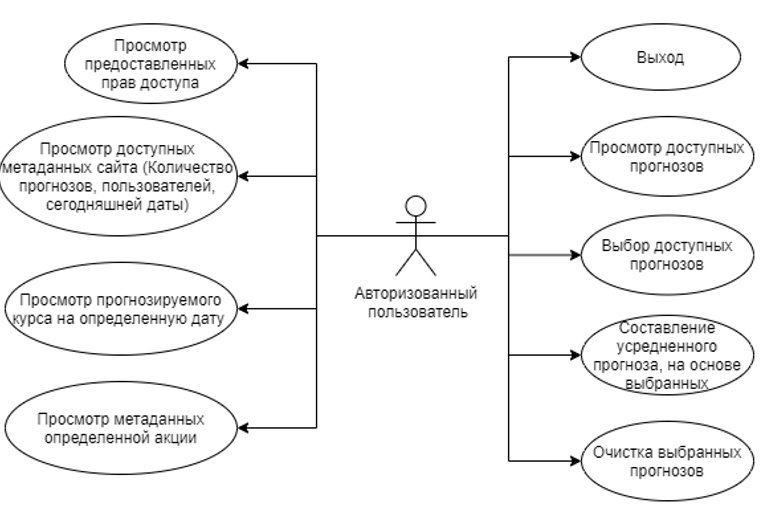 Просмотр
предоставленных
прав доступа
Просмотр доступных
метаданных сайта (Количество
прогнозов, пользователей,
сегодняшней даты)
Просмотр прогнозируемого
курса на определенную дату
Просмотр метаданных
определенной акции
Авторизованный
пользователь
Выход
Просмотр доступных
прогнозов
Выбор доступных
прогнозов
Составление
усредненного
прогноза, на основе
выбранных
Очистка выбранных
прогнозов